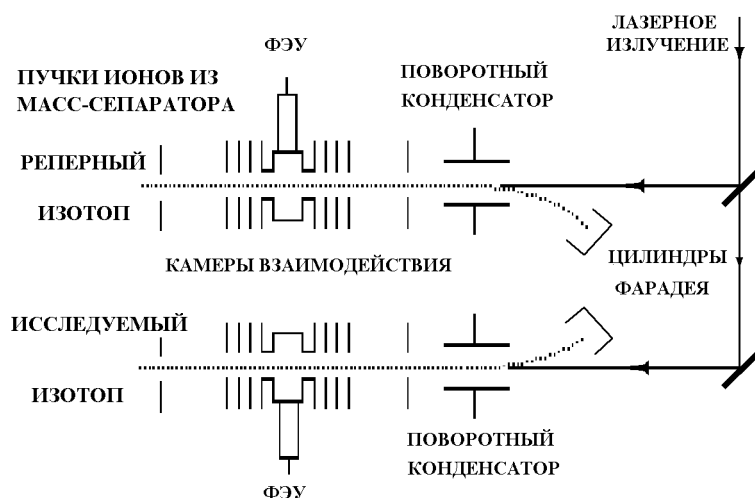 ЛАЗЕРНОЕ
ИЗЛУЧЕНИЕ
ФЭУ
ПУЧКИ ИОНОВ ИЗ
МАСС-СЕПАРАТОРА
ПОВОРОТНЫЙ
КОНДЕНСАТОР
РЕПЕРНЫЙ
ИЗОТОП
КАМЕРЫ ВЗАИМОДЕЙСТВИЯ
ЦИЛИНДРЫ
ФАРАДЕЯ
ИССЛЕДУЕМЫЙ
ИЗОТОП
ПОВОРОТНЫЙ
КОНДЕНСАТОР
ФЭУ